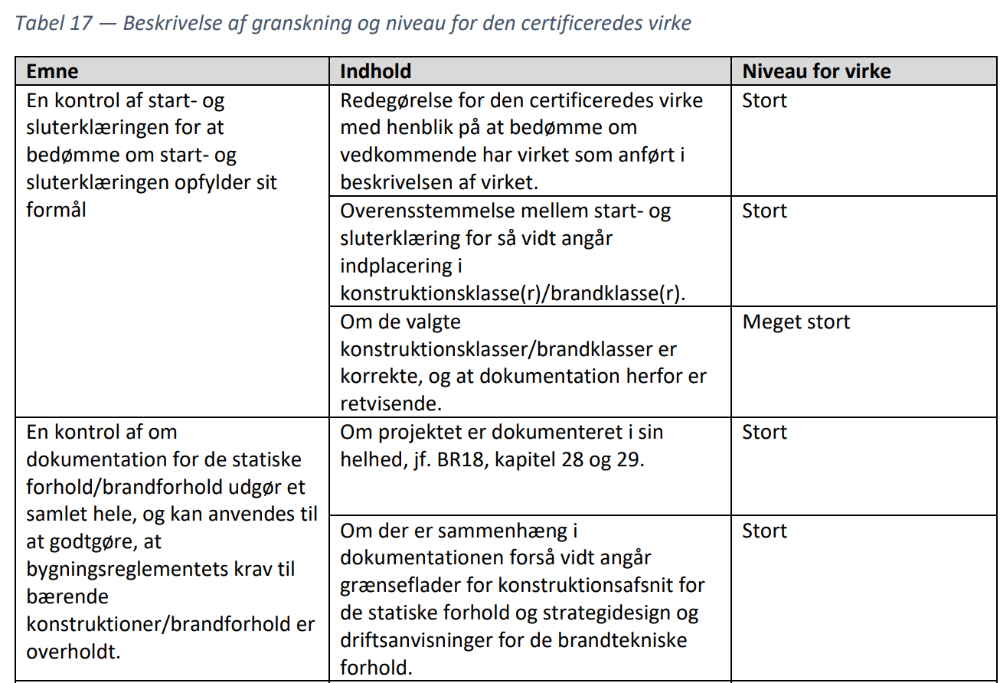 Tabel 17 — Beskrivelse af granskning og niveau for den certificeredes virke
Emne
Indhold
Niveau for virke
En kontrol af start- og
sluterklæringen for at
bedømme om start- og
sluterklæringen opfylder sit
formål
Redegørelse for den certificeredes virke
med henblik på at bedømme om
vedkommende har virket som anført i
beskrivelsen af virket.
Stort
Overensstemmelse mellem start- og
sluterklæring for så vidt angår
indplacering i
konstruktionsklasse(r)/brandklasse(r).
Stort
Om de valgte
konstruktionsklasser/brandklasser er
korrekte, og at dokumentation herfor er
retvisende.
Meget stort
En kontrol af om
dokumentation for de statiske
forhold/brandforhold udgør et
samlet hele, og kan anvendes til
at godtgøre, at
bygningsreglementets krav til
bærende
konstruktioner/brandforhold er
overholdt.
Om projektet er dokumenteret i sin
helhed, jf. BR18, kapitel 28 og 29.
Stort
Om der er sammenhæng i
dokumentationen forså vidt angår
grænseflader for konstruktionsafsnit for
de statiske forhold og strategidesign og
driftsanvisninger for de brandtekniske
forhold.
Stort